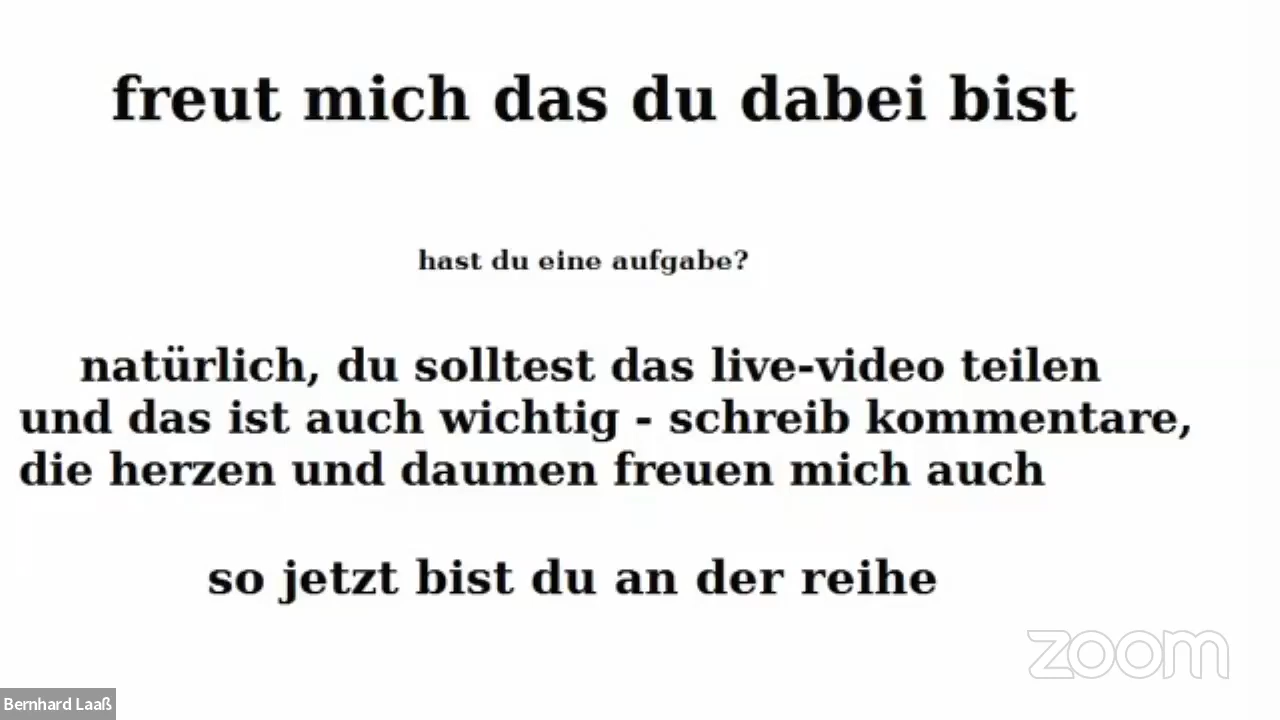 freut mich das du dabei bist
hast du eine aufgabe?
natürlich, du solltest das live-video teilen
und das ist auch wichtig - schreib kommentare,
die herzen und daumen freuen mich auch
so jetzt bist du an der reihe
zoom
Bernhard Laaß